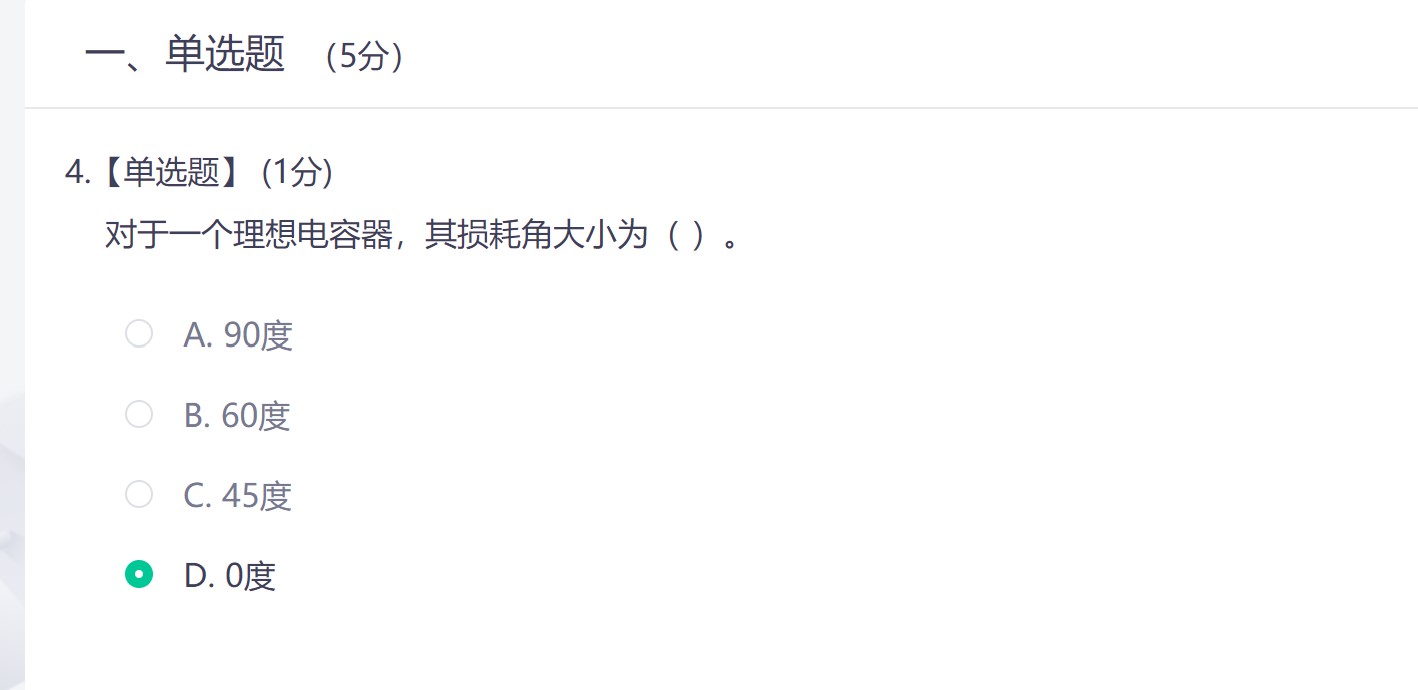 一、单选题 （5分）
4.【单选题】 (1分)
对于一个理想电容器，其损耗角大小为（ ）。
A. 90度
B. 60度
C. 45度
D. 0度